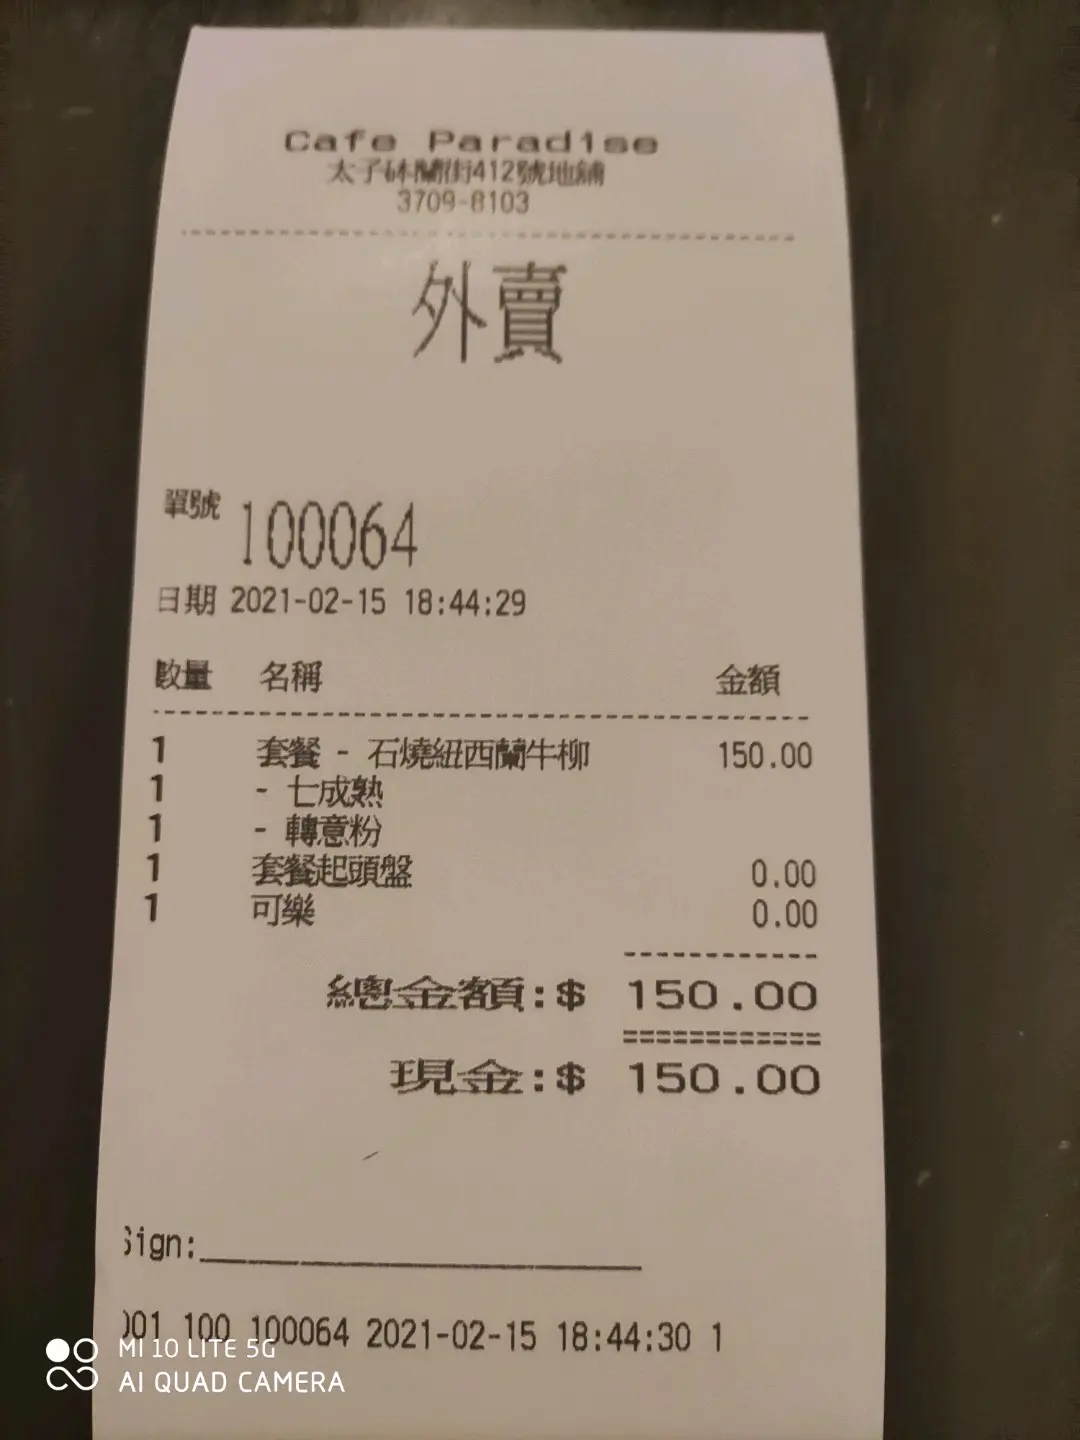 Cafe Parad1se
太子砵蘭街412號地舖
3709-8103
外賣
單號 100064
日期 2021-02-15 18:44:29
數量 名稱 金額
1 套餐 - 石燒紐西蘭牛柳 150.00
1 - 七成熟
1 - 轉意粉
1 套餐起頭盤 0.00
1 可樂 0.00
總金額:$ 150.00
現金:$ 150.00
Sign:
001 100 100064 2021-02-15 18:44:30 1
MI 10 LITE 5G
AI QUAD CAMERA